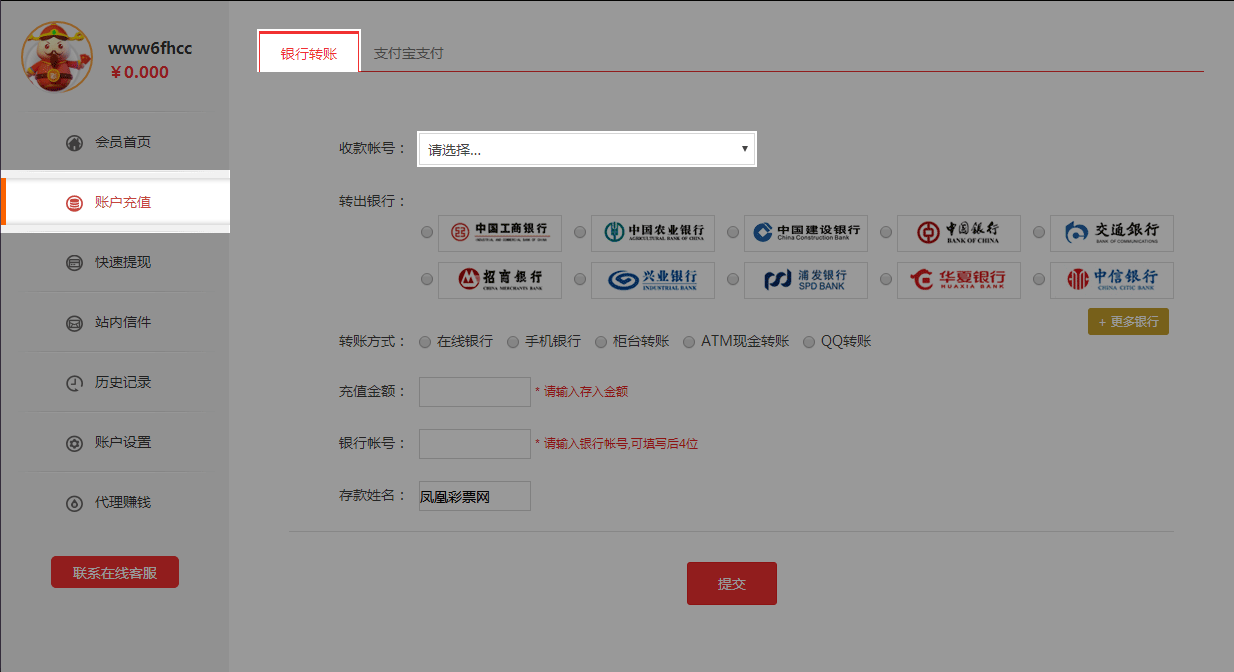 www6fhcc
￥0.000
会员首页
账户充值
快速提现
站内信件
历史记录
账户设置
代理赚钱
联系在线客服
银行转账 支付宝支付
收款帐号： 请选择...
转出银行：
中国工商银行 中国农业银行 中国建设银行 中国银行 交通银行
INDUSTRIAL AND COMMERCIAL BANK OF CHINA AGRICULTURAL BANK OF CHINA China Construction Bank BANK OF CHINA BANK OF COMMUNICATIONS
招商银行 兴业银行 浦发银行 华夏银行 中信银行
CHINA MERCHANTS BANK INDUSTRIAL BANK SPD BANK HUAXIA BANK CHINA CITIC BANK
+ 更多银行
转账方式： 在线银行 手机银行 柜台转账 ATM现金转账 QQ转账
充值金额： * 请输入存入金额
银行帐号： * 请输入银行帐号,可填写后4位
存款姓名： 凤凰彩票网
提交